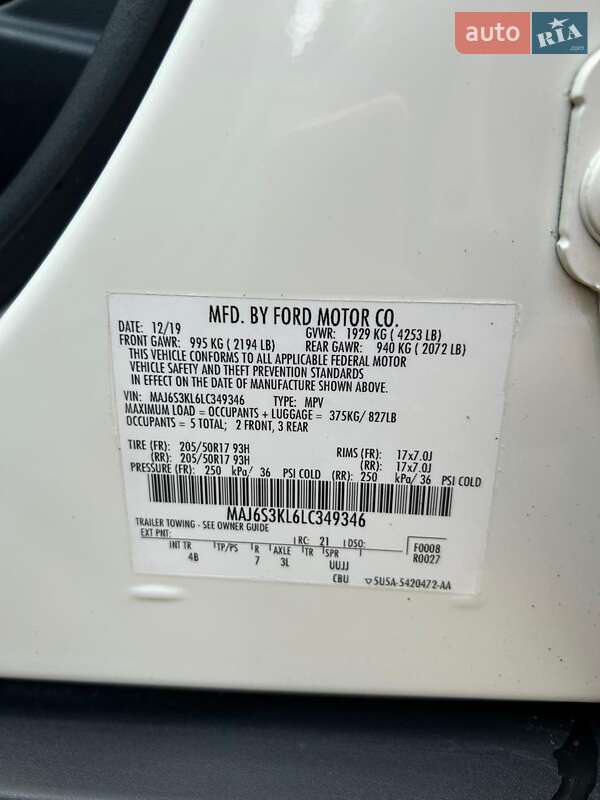 auto RIA.com
MFD. BY FORD MOTOR CO.
DATE: 12/19 GVWR: 1929 KG ( 4253 LB)
FRONT GAWR: 995 KG ( 2194 LB) REAR GAWR: 940 KG ( 2072 LB)
THIS VEHICLE CONFORMS TO ALL APPLICABLE FEDERAL MOTOR
VEHICLE SAFETY AND THEFT PREVENTION STANDARDS
IN EFFECT ON THE DATE OF MANUFACTURE SHOWN ABOVE.
VIN: MAJ6S3KL6LC349346 TYPE: MPV
MAXIMUM LOAD = OCCUPANTS + LUGGAGE = 375KG/ 827LB
OCCUPANTS = 5 TOTAL; 2 FRONT, 3 REAR
TIRE (FR): 205/50R17 93H RIMS (FR): 17x7.0J
(RR): 205/50R17 93H (RR): 17x7.0J
PRESSURE (FR): 250 kPa/ 36 PSI COLD (RR): 250 kPa/ 36 PSI COLD
MAJ6S3KL6LC349346
TRAILER TOWING - SEE OWNER GUIDE
EXT PNT: RC: 21 DSO: F0008
INT TR TP/PS R AXLE TR SPR R0027
4B 7 3L UUJJ
CBU 5U5A-5420472-AA